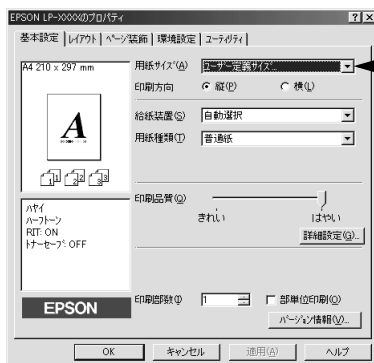 EPSON LP-XXXXのプロパティ
基本設定 レイアウト ページ装飾 環境設定 ユーティリティ
A4 210 x 297 mm
用紙サイズ(A) ユーザー定義サイズ...
印刷方向 縦(P) 横(L)
給紙装置(S) 自動選択
用紙種類(T) 普通紙
A
1 2 3
印刷品質(Q)
きれい はやい
詳細設定(G)...
ハヤイ
ハーフトーン
RIT: ON
トナーセーブ: OFF
EPSON
印刷部数(I) 1 部単位印刷(O)
バージョン情報(V)...
OK キャンセル 適用(A) ヘルプ